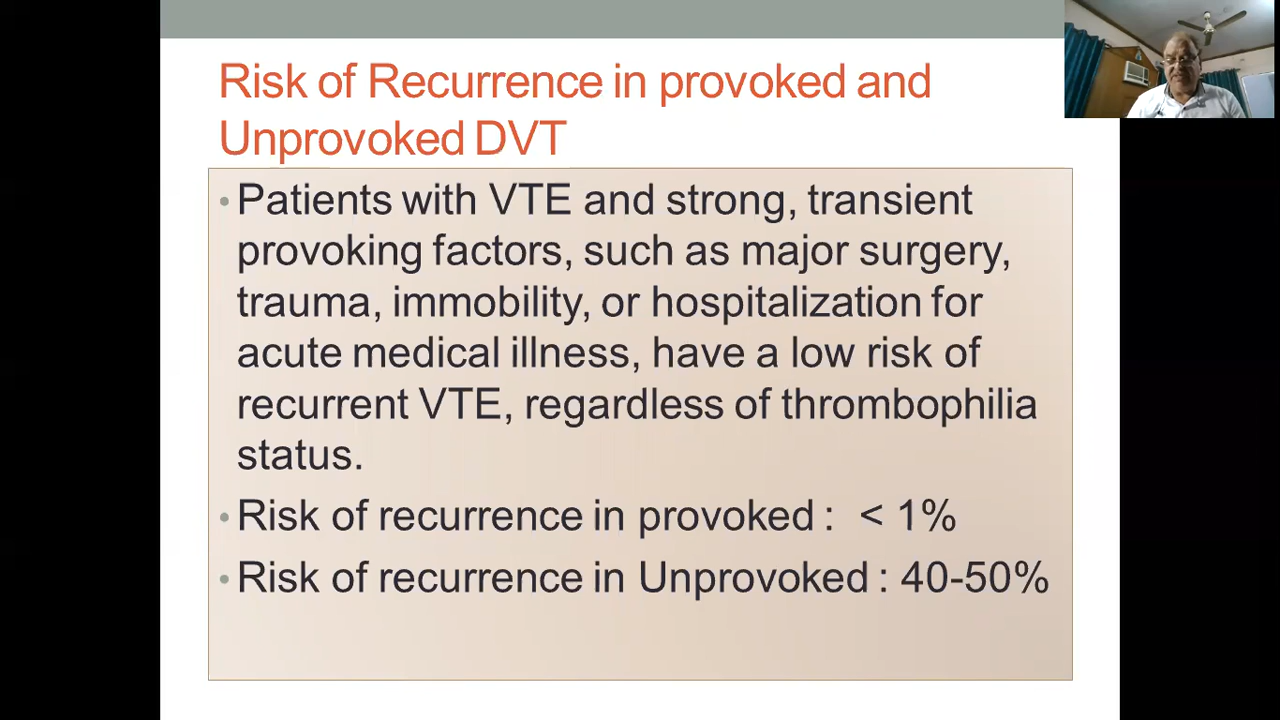 Risk of Recurrence in provoked and
Unprovoked DVT
• Patients with VTE and strong, transient
provoking factors, such as major surgery,
trauma, immobility, or hospitalization for
acute medical illness, have a low risk of
recurrent VTE, regardless of thrombophilia
status.
• Risk of recurrence in provoked : < 1%
• Risk of recurrence in Unprovoked : 40-50%